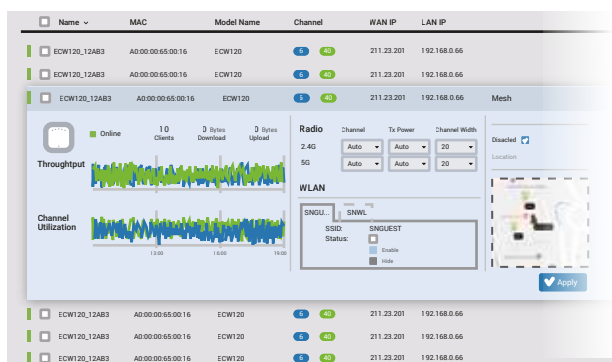 Name MAC Model Name Channel WAN IP LAN IP
ECW120_12AB3 A0:00:00:65:00:16 ECW120 6 40 211.23.201 192.168.0.66
ECW120_12AB3 A0:00:00:65:00:16 ECW120 6 40 211.23.201 192.168.0.66
ECW120_12AB3 A0:00:00:65:00:16 ECW120 6 40 211.23.201 192.168.0.66 Mesh
Online
10
Clients
0 Bytes
Download
0 Bytes
Upload
Throughtput
Channel
Utilization
13:00 16:00 19:00
Radio Channel Tx Power Channel Width
2.4G Auto Auto 20
5G Auto Auto 20
WLAN
SNGU... SNWL
SSID: SNGUEST
Status:
Enable
Hide
Disacled
Location
Apply
ECW120_12AB3 A0:00:00:65:00:16 ECW120 6 40 211.23.201 192.168.0.66
ECW120_12AB3 A0:00:00:65:00:16 ECW120 6 40 211.23.201 192.168.0.66
ECW120_12AB3 A0:00:00:65:00:16 ECW120 6 40 211.23.201 192.168.0.66